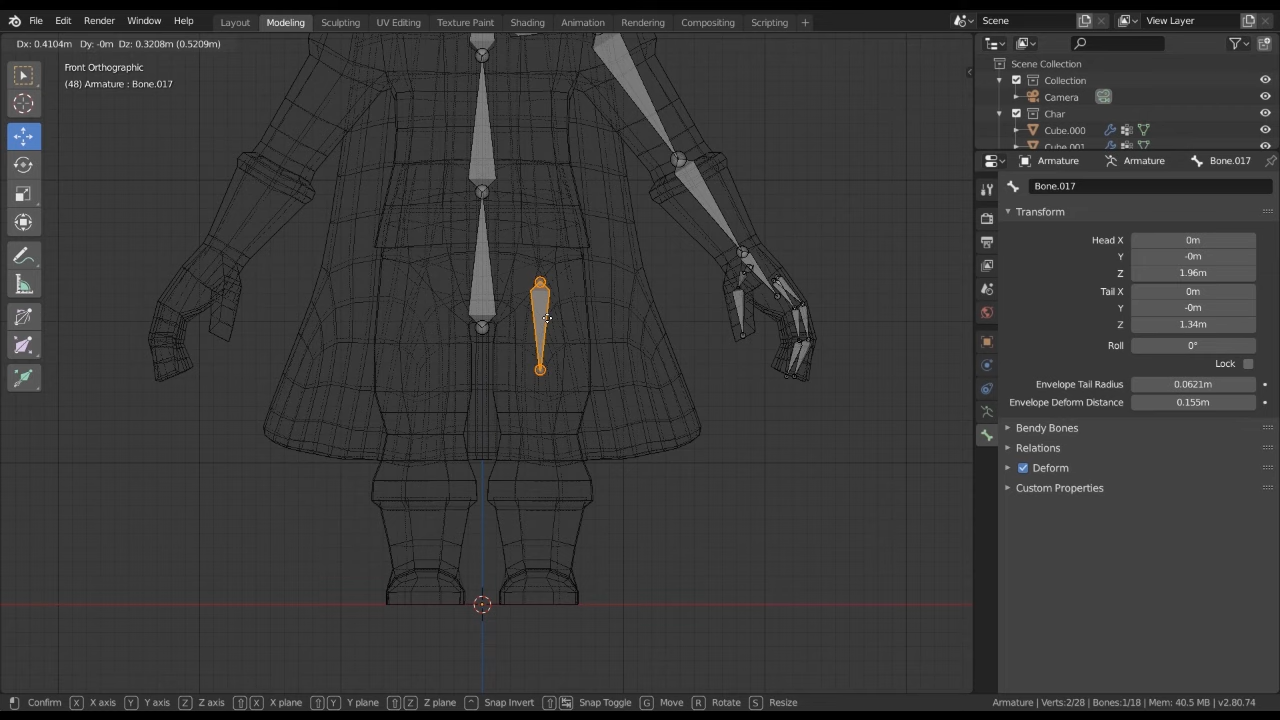 File Edit Render Window Help Layout Modeling Sculpting UV Editing Texture Paint Shading Animation Rendering Compositing Scripting + Scene View Layer
Dx: 0.4104m Dy: -0m Dz: 0.3208m (0.5209m)
Front Orthographic
(48) Armature : Bone.017
Scene Collection
Collection
Camera
Char
Cube.000
Cube.001
Armature Armature Bone.017
Bone.017
Transform
Head X 0m
Y -0m
Z 1.96m
Tail X 0m
Y -0m
Z 1.34m
Roll 0°
Lock
Envelope Tail Radius 0.0621m
Envelope Deform Distance 0.155m
Bendy Bones
Relations
Deform
Custom Properties
Confirm X X axis Y Y axis Z Z axis X X plane Y Y plane Z Z plane Snap Invert Snap Toggle G Move R Rotate S Resize Armature | Verts:2/28 | Bones:1/18 | Mem: 40.5 MB | v2.80.74